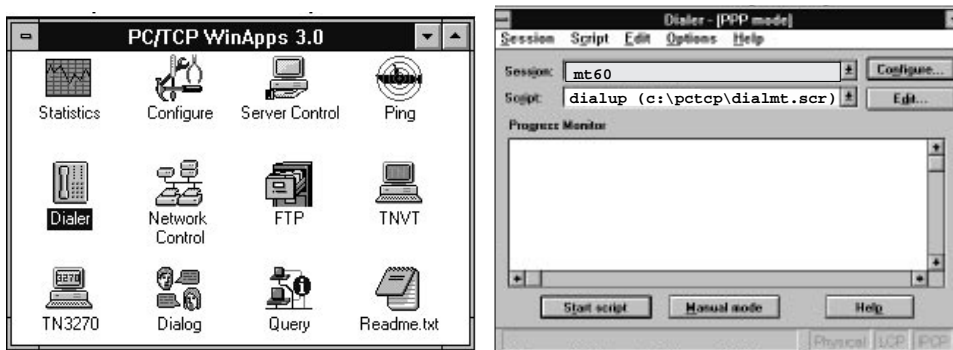 PC/TCP WinApps 3.0
Statistics Configure Server Control Ping
Dialer Network Control FTP TNVT
3270
TN3270 Dialog Query Readme.txt
Dialer - [PPP mode]
Session Script Edit Options Help
Session: mt60 Configure...
Script: dialup (c:\pctcp\dialmt.scr) Edit...
Progress Monitor
Start script Manual mode Help
Physical LCP IPCP